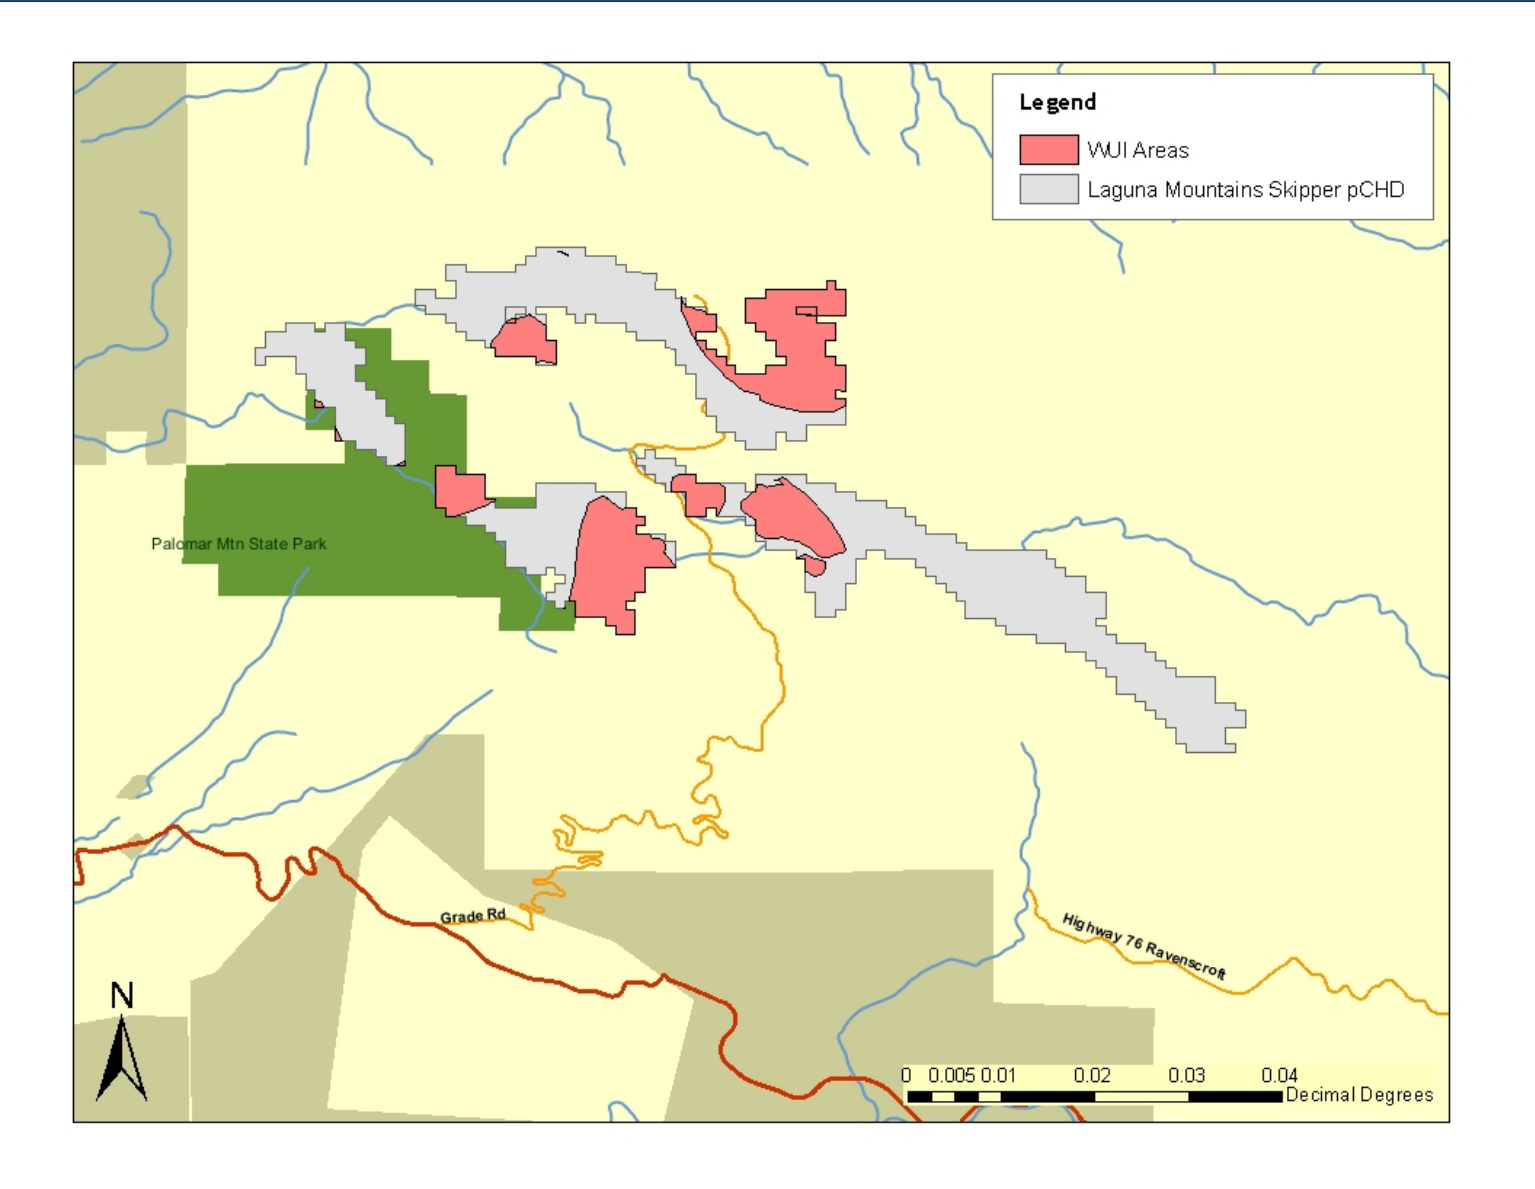 Legend
WUI Areas
Laguna Mountains Skipper pCHD
Palomar Mtn State Park
Grade Rd
Highway 76 Ravenscroft
N
0 0.005 0.01 0.02 0.03 0.04
Decimal Degrees